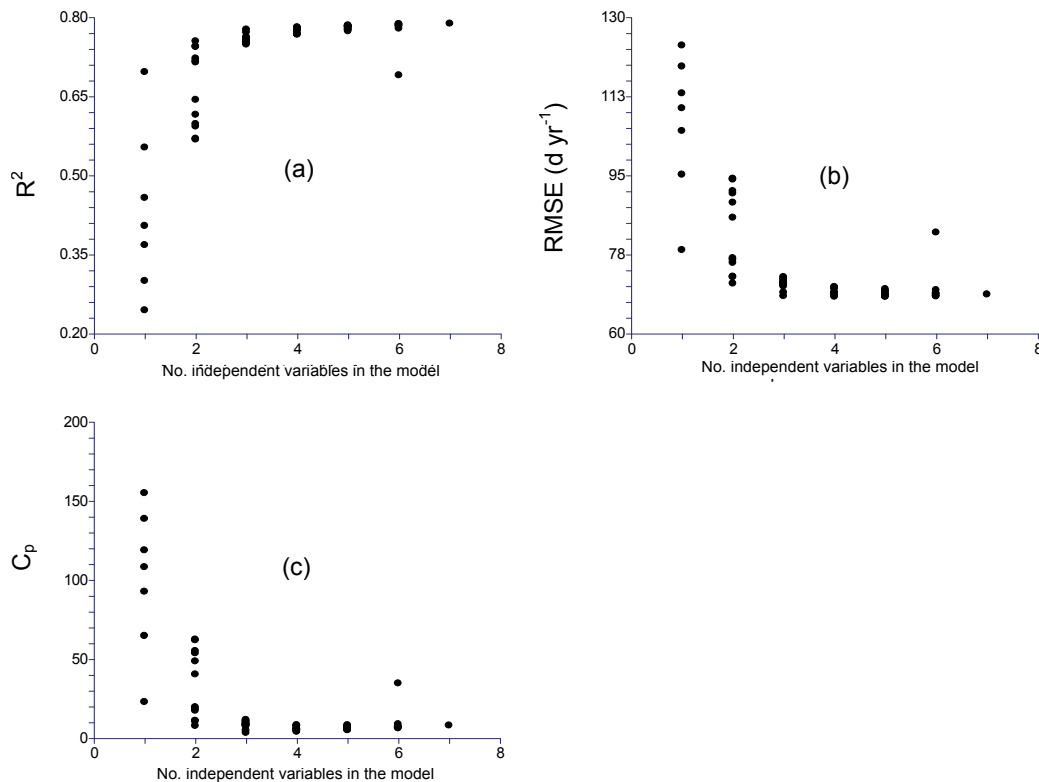 0.80
0.65
0.50
0.35
0.20
R²
(a)
0 2 4 6 8
No. independent variables in the model
130
113
95
78
60
RMSE (d yr⁻¹)
(b)
0 2 4 6 8
No. independent variables in the model
200
150
100
50
0
Cₚ
(c)
0 2 4 6 8
No. independent variables in the model